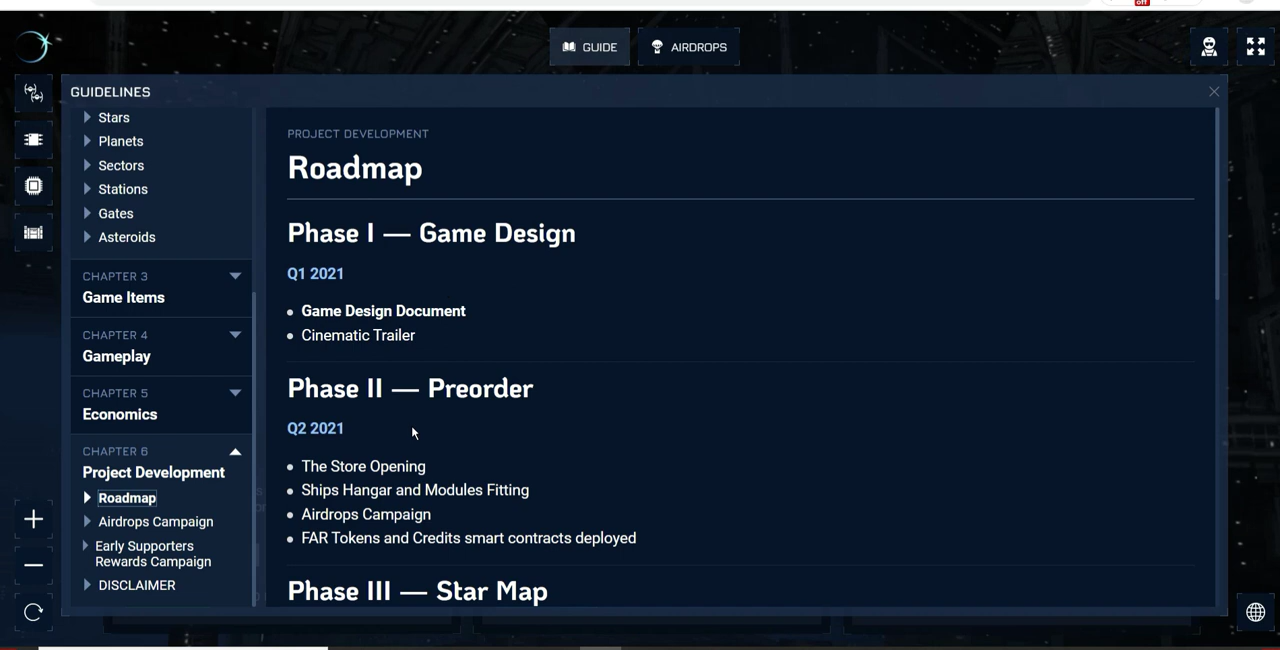 off
GUIDE
AIRDROPS
GUIDELINES
Stars
Planets
Sectors
Stations
Gates
Asteroids
CHAPTER 3
Game Items
CHAPTER 4
Gameplay
CHAPTER 5
Economics
CHAPTER 6
Project Development
Roadmap
Airdrops Campaign
Early Supporters
Rewards Campaign
DISCLAIMER
PROJECT DEVELOPMENT
Roadmap
Phase I — Game Design
Q1 2021
Game Design Document
Cinematic Trailer
Phase II — Preorder
Q2 2021
The Store Opening
Ships Hangar and Modules Fitting
Airdrops Campaign
FAR Tokens and Credits smart contracts deployed
Phase III — Star Map